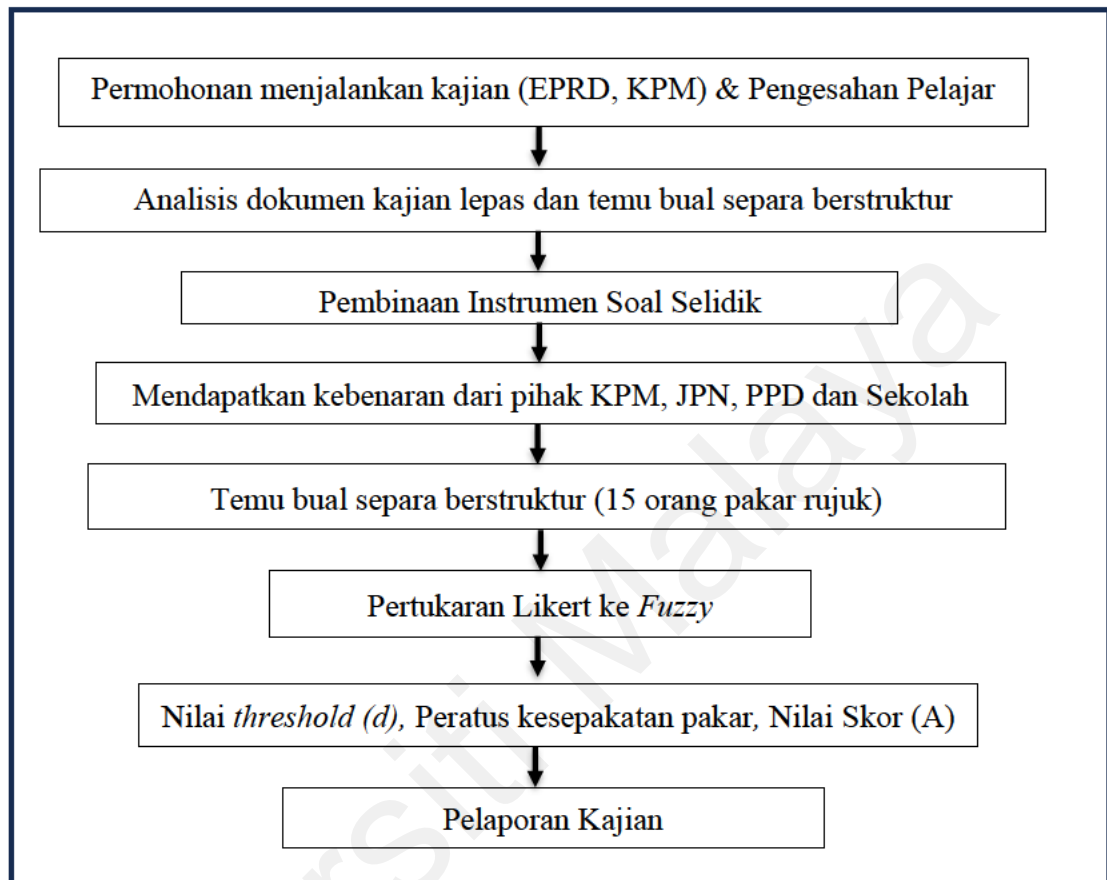 Permohonan menjalankan kajian (EPRD, KPM) & Pengesahan Pelajar
Analisis dokumen kajian lepas dan temu bual separa berstruktur
Pembinaan Instrumen Soal Selidik
Mendapatkan kebenaran dari pihak KPM, JPN, PPD dan Sekolah
Temu bual separa berstruktur (15 orang pakar rujuk)
Pertukaran Likert ke Fuzzy
Nilai threshold (d), Peratus kesepakatan pakar, Nilai Skor (A)
Pelaporan Kajian
rsiti Malaya